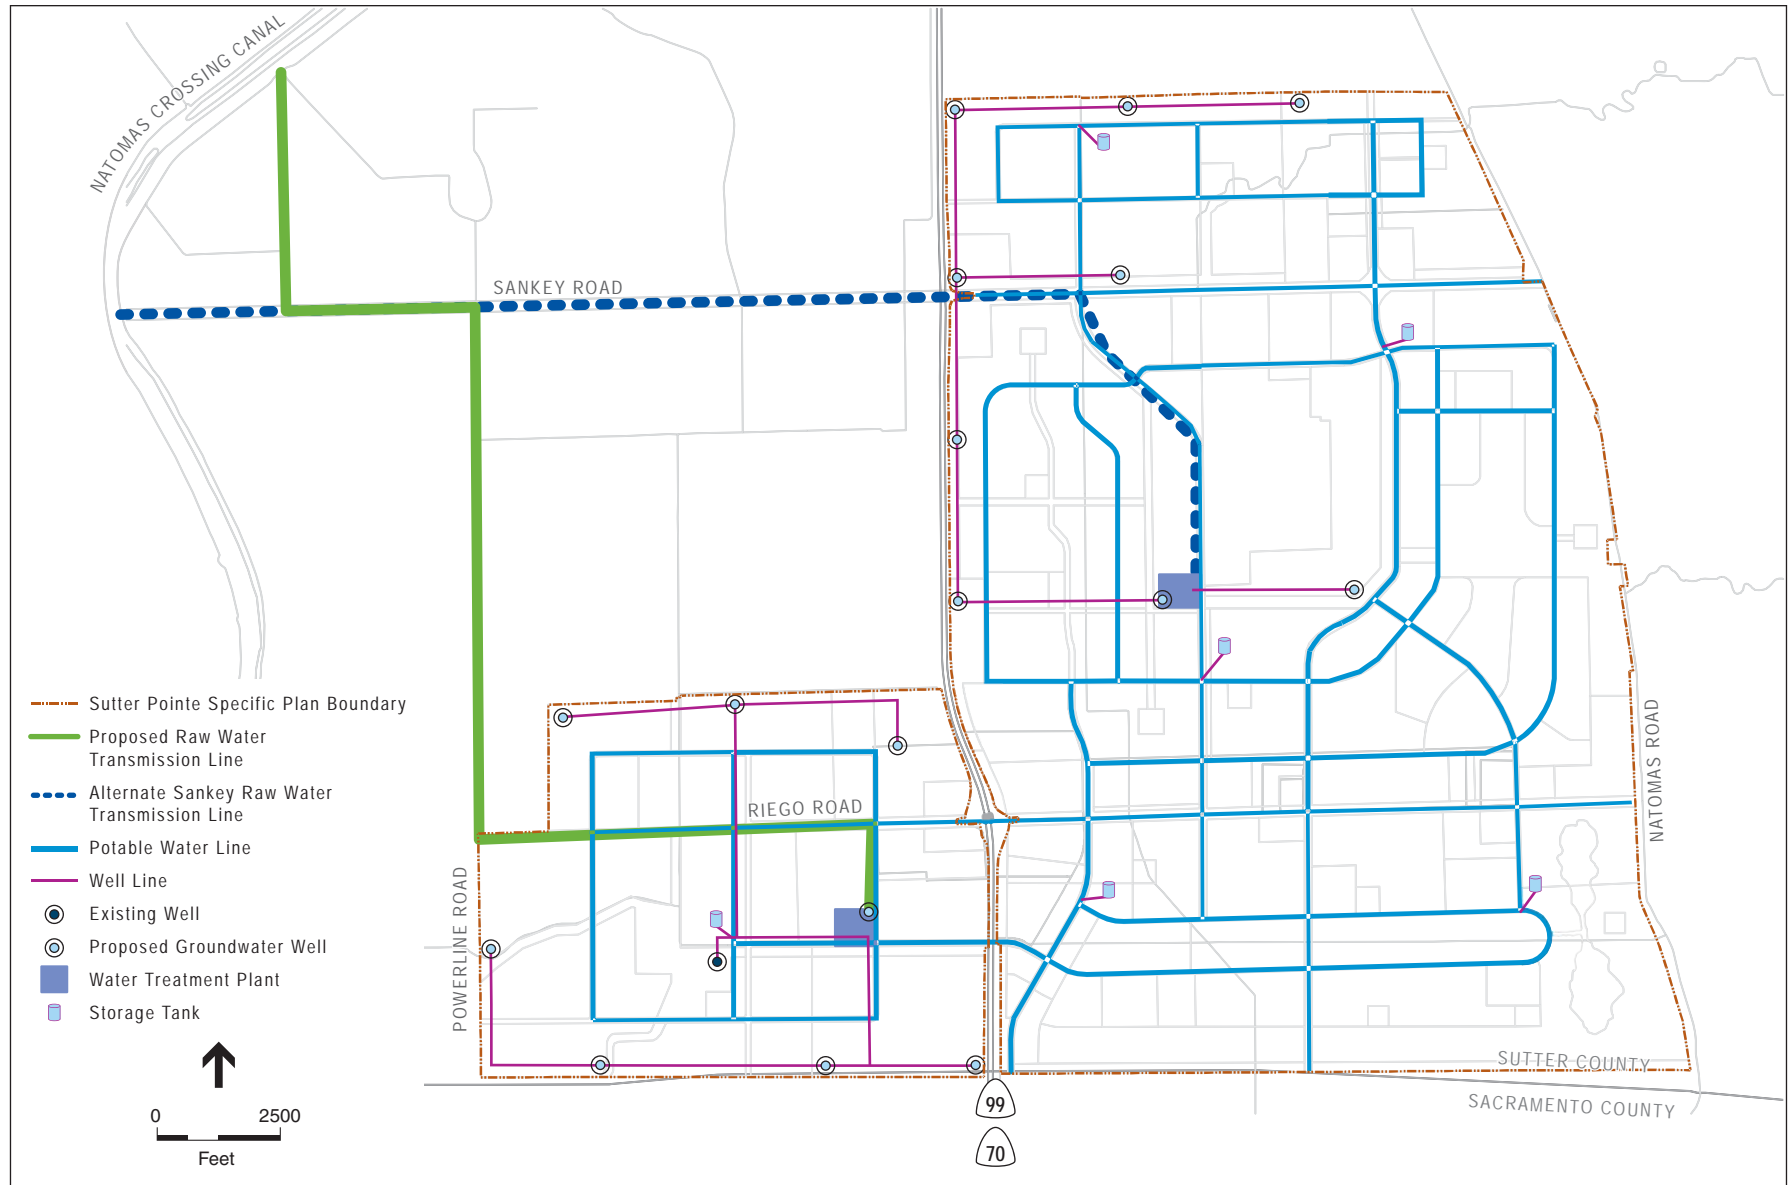 NATOMAS CROSSING CANAL
SANKEY ROAD
Sutter Pointe Specific Plan Boundary
Proposed Raw Water
Transmission Line
Alternate Sankey Raw Water
Transmission Line
Potable Water Line
Well Line
Existing Well
Proposed Groundwater Well
Water Treatment Plant
Storage Tank
RIEGO ROAD
POWERLINE ROAD
NATOMAS ROAD
SUTTER COUNTY
SACRAMENTO COUNTY
99
70
0 2500
Feet